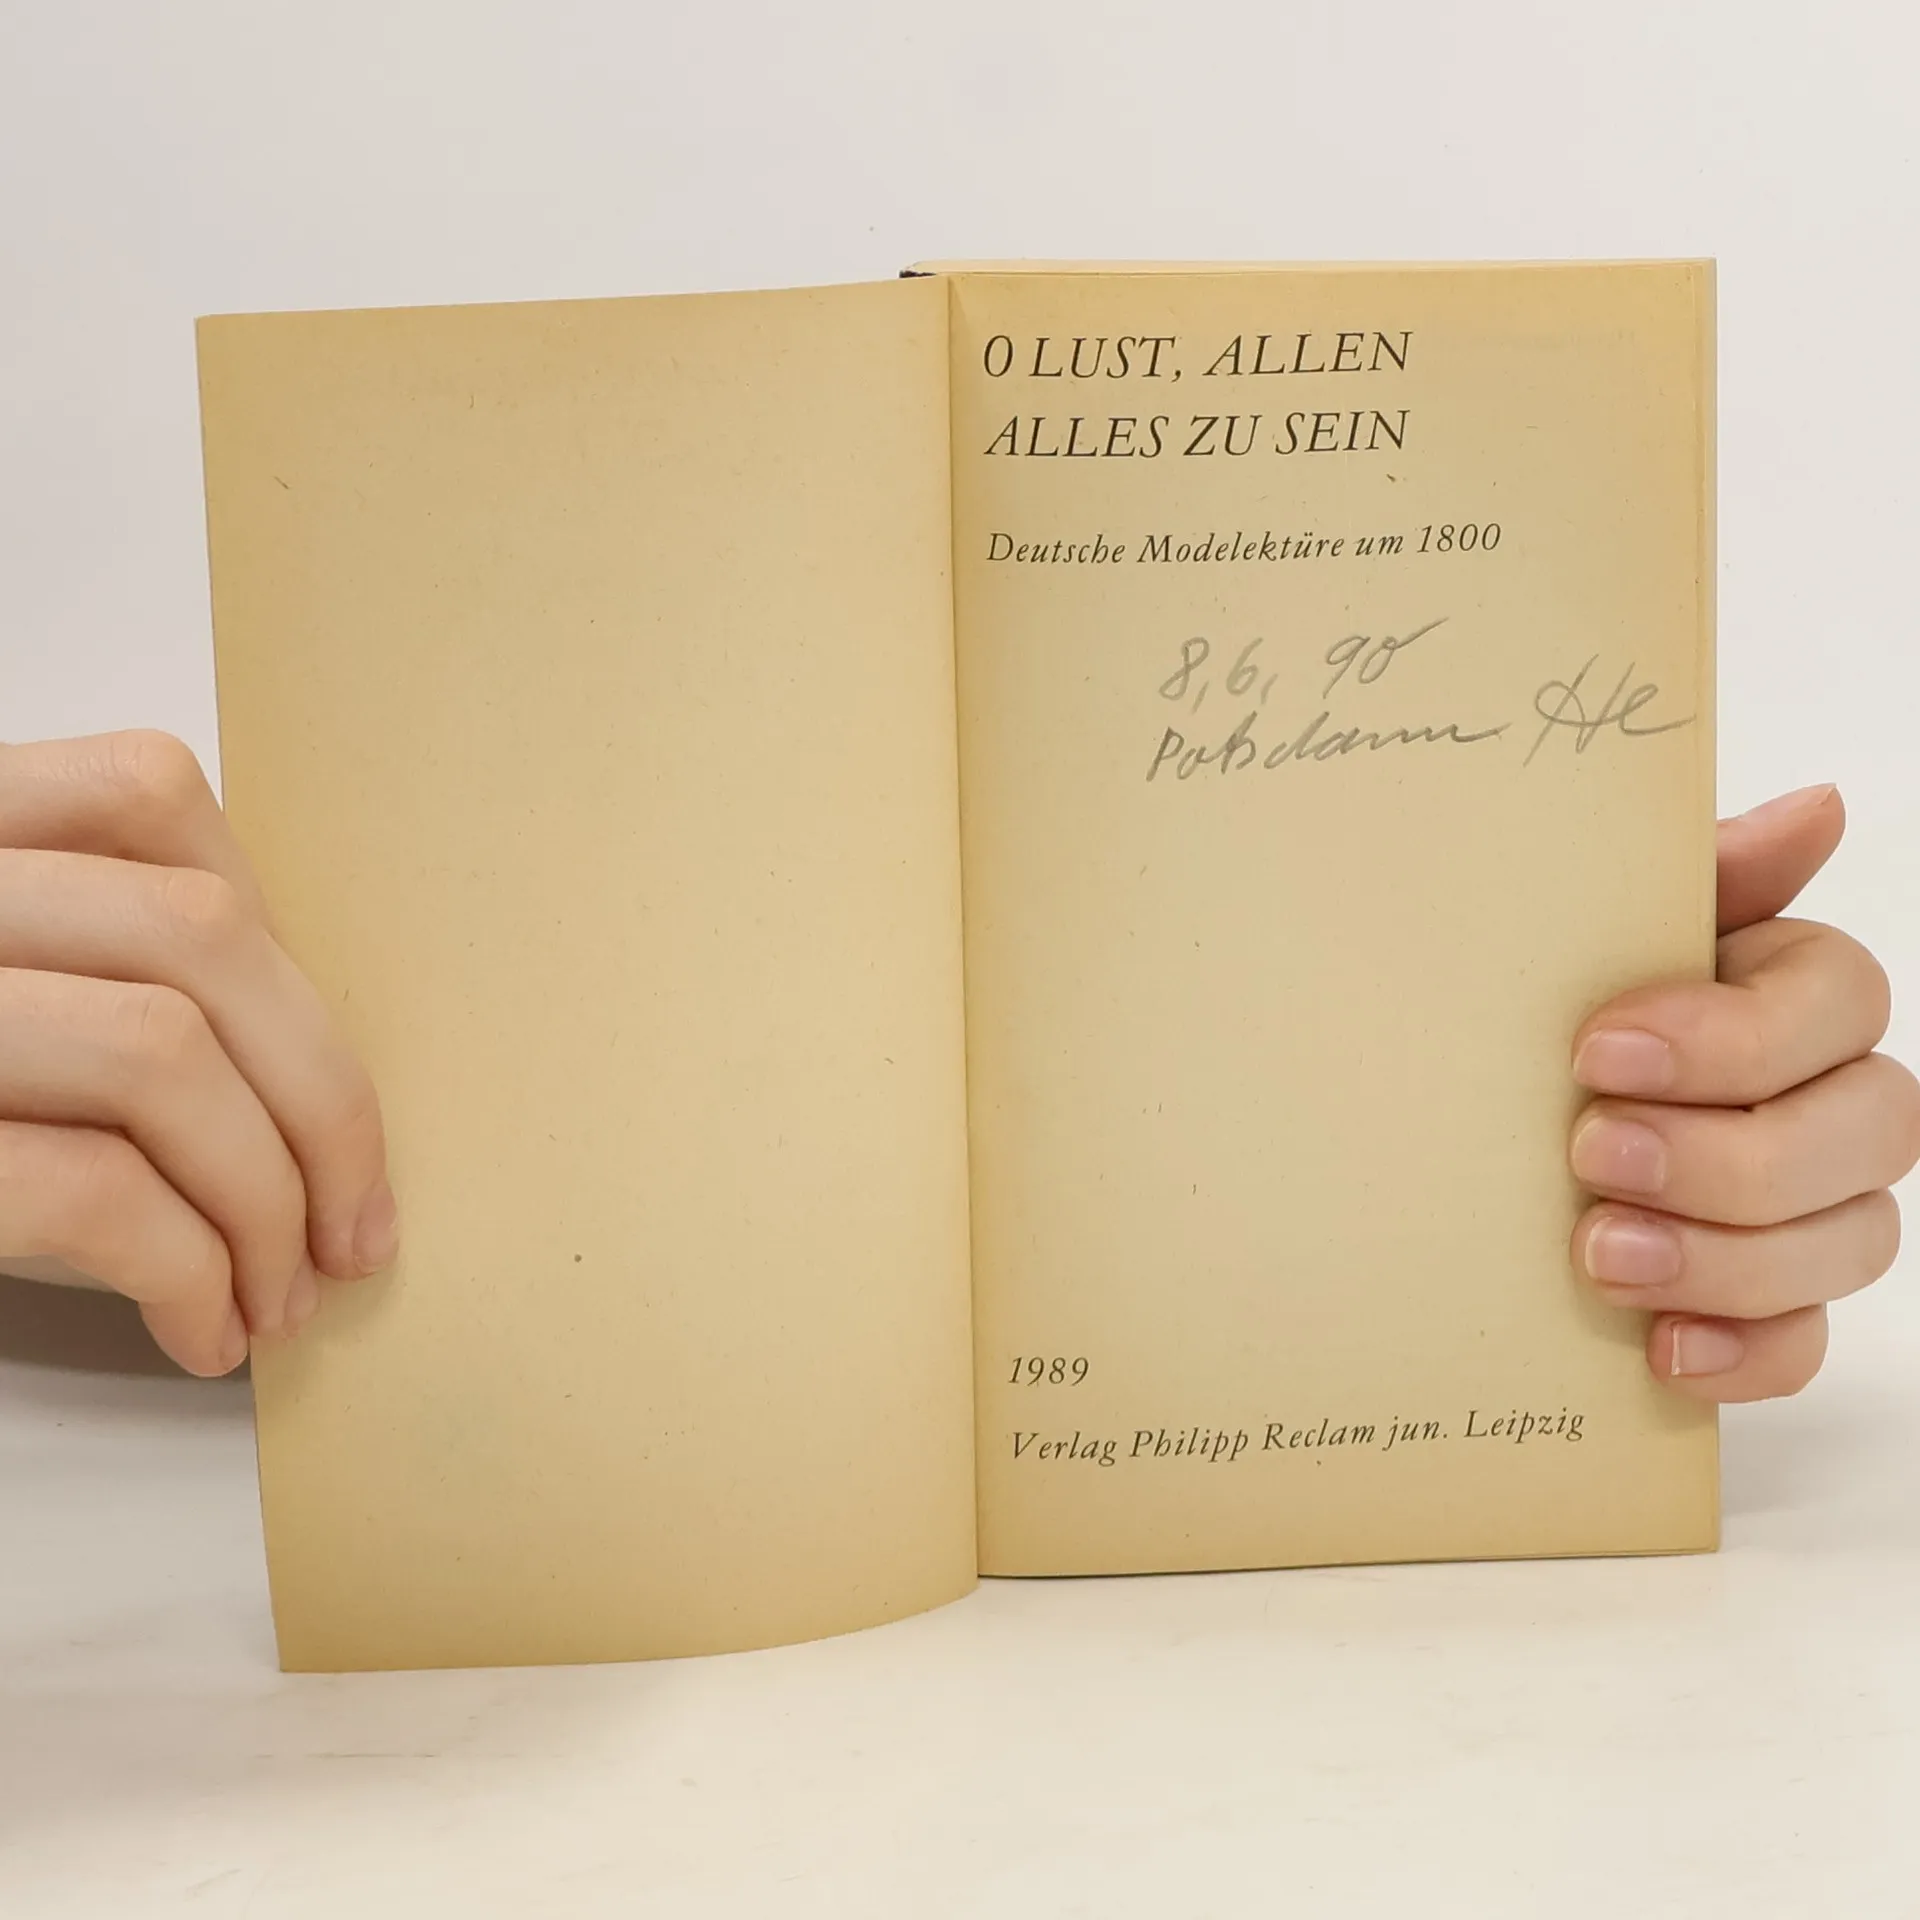 O LUST, ALLEN
ALLES ZU SEIN
Deutsche Modelektüre um 1800
8,6, 90
Potsdam He
1989
Verlag Philipp Reclam jun. Leipzig